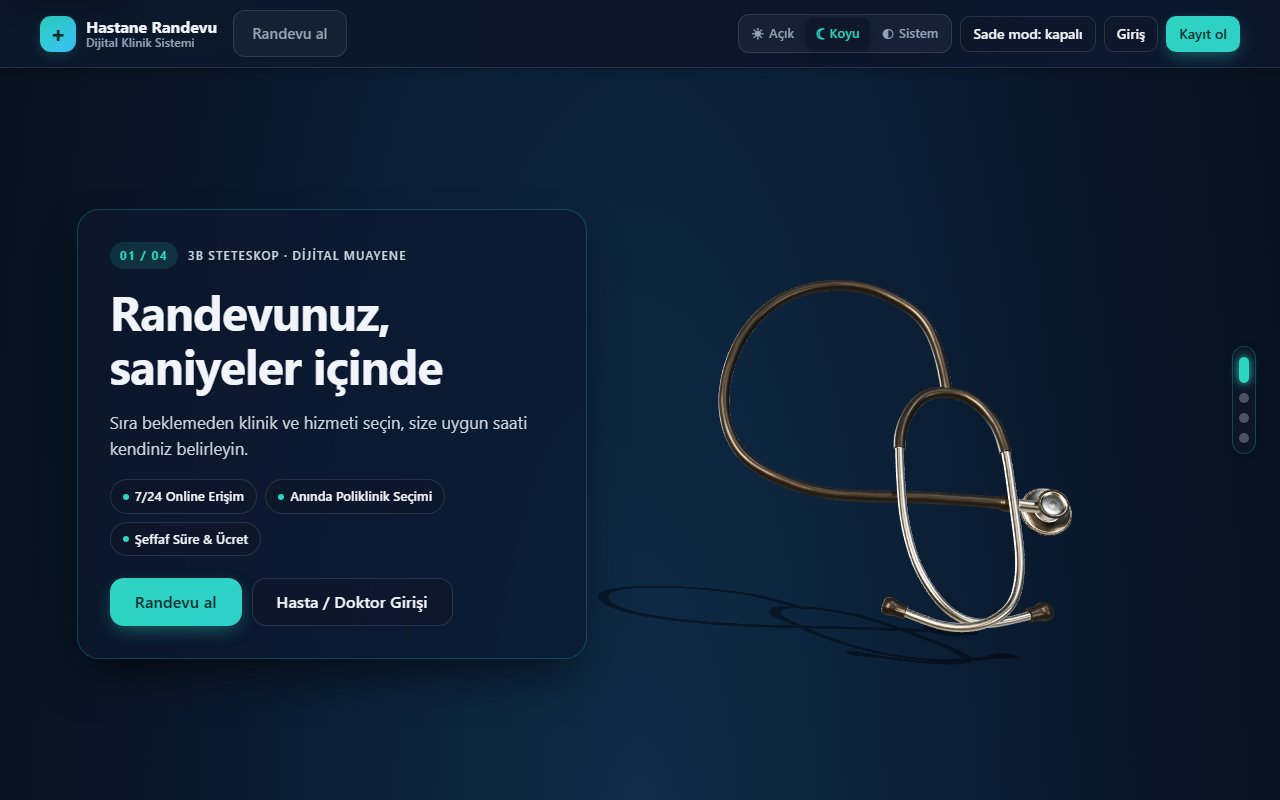 +
Hastane Randevu
Dijital Klinik Sistemi
Randevu al
Açık
Koyu
Sistem
Sade mod: kapalı
Giriş
Kayıt ol
01 / 04
3B STETESKOP · DİJİTAL MUAYENE
Randevunuz,
saniyeler içinde
Sıra beklemeden klinik ve hizmeti seçin, size uygun saati
kendiniz belirleyin.
7/24 Online Erişim
Anında Poliklinik Seçimi
Şeffaf Süre & Ücret
Randevu al
Hasta / Doktor Girişi